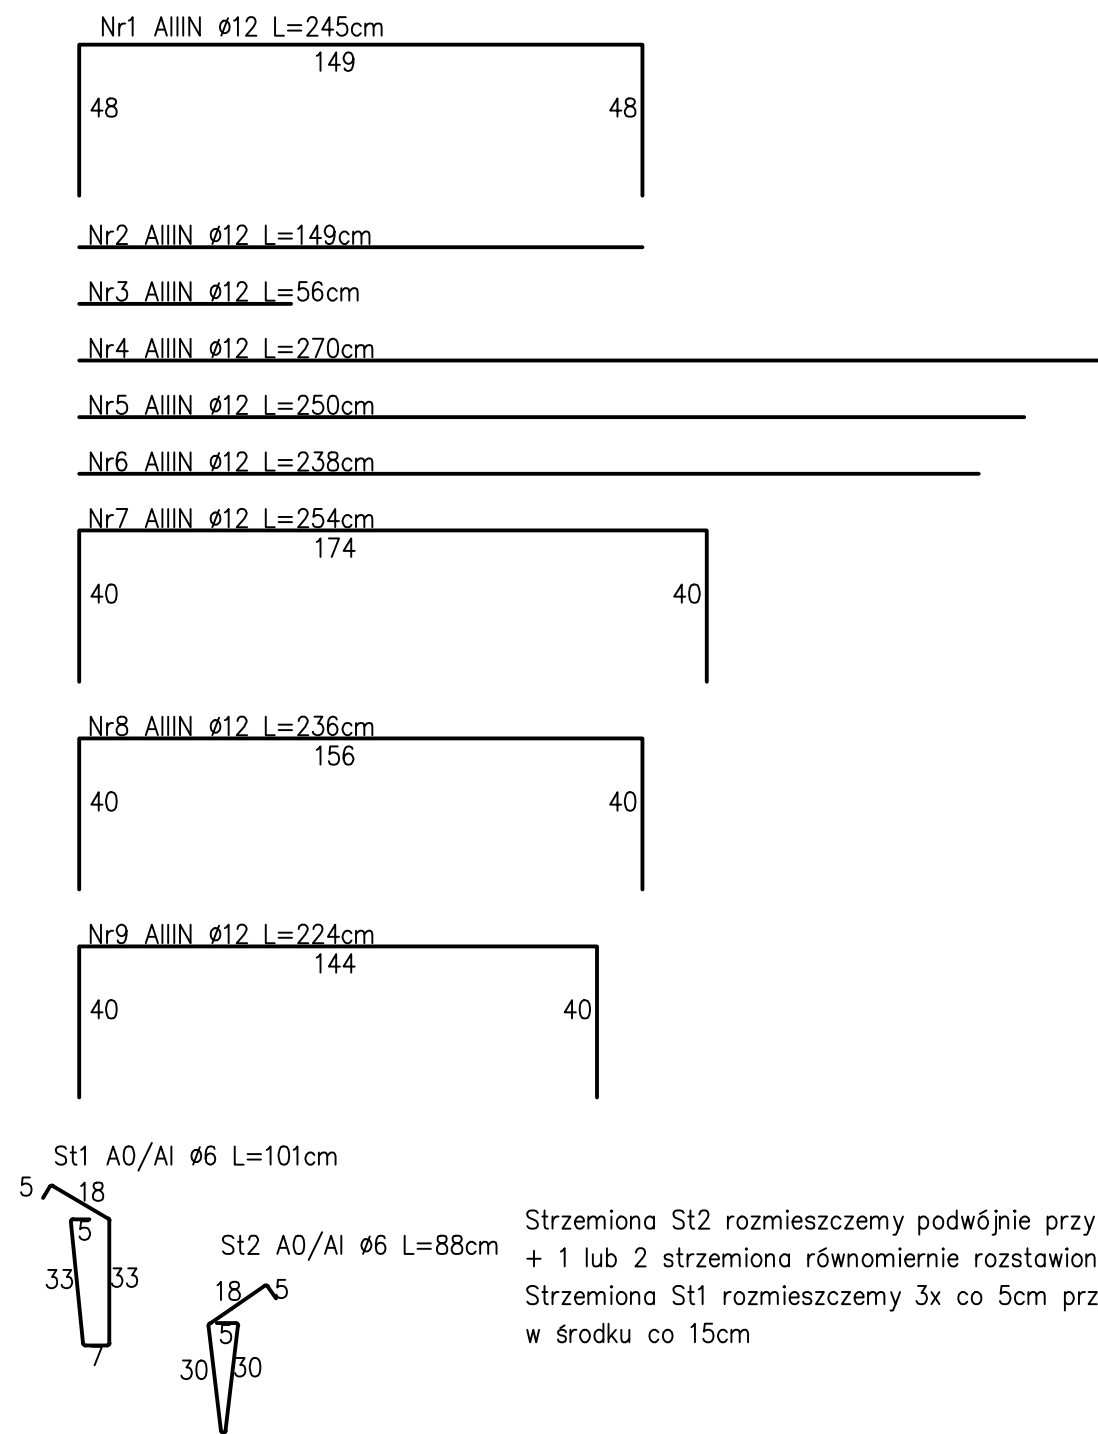 Nr1 AIIIN ø12 L=245cm
149
48 48
Nr2 AIIIN ø12 L=149cm
Nr3 AIIIN ø12 L=56cm
Nr4 AIIIN ø12 L=270cm
Nr5 AIIIN ø12 L=250cm
Nr6 AIIIN ø12 L=238cm
Nr7 AIIIN ø12 L=254cm
174
40 40
Nr8 AIIIN ø12 L=236cm
156
40 40
Nr9 AIIIN ø12 L=224cm
144
40 40
St1 A0/AI ø6 L=101cm
5 18
5
33 33
7
St2 A0/AI ø6 L=88cm
18 5
5
30 30
Strzemiona St2 rozmieszczemy podwójnie przy
+ 1 lub 2 strzemiona równomiernie rozstawion
Strzemiona St1 rozmieszczemy 3x co 5cm prz
w środku co 15cm